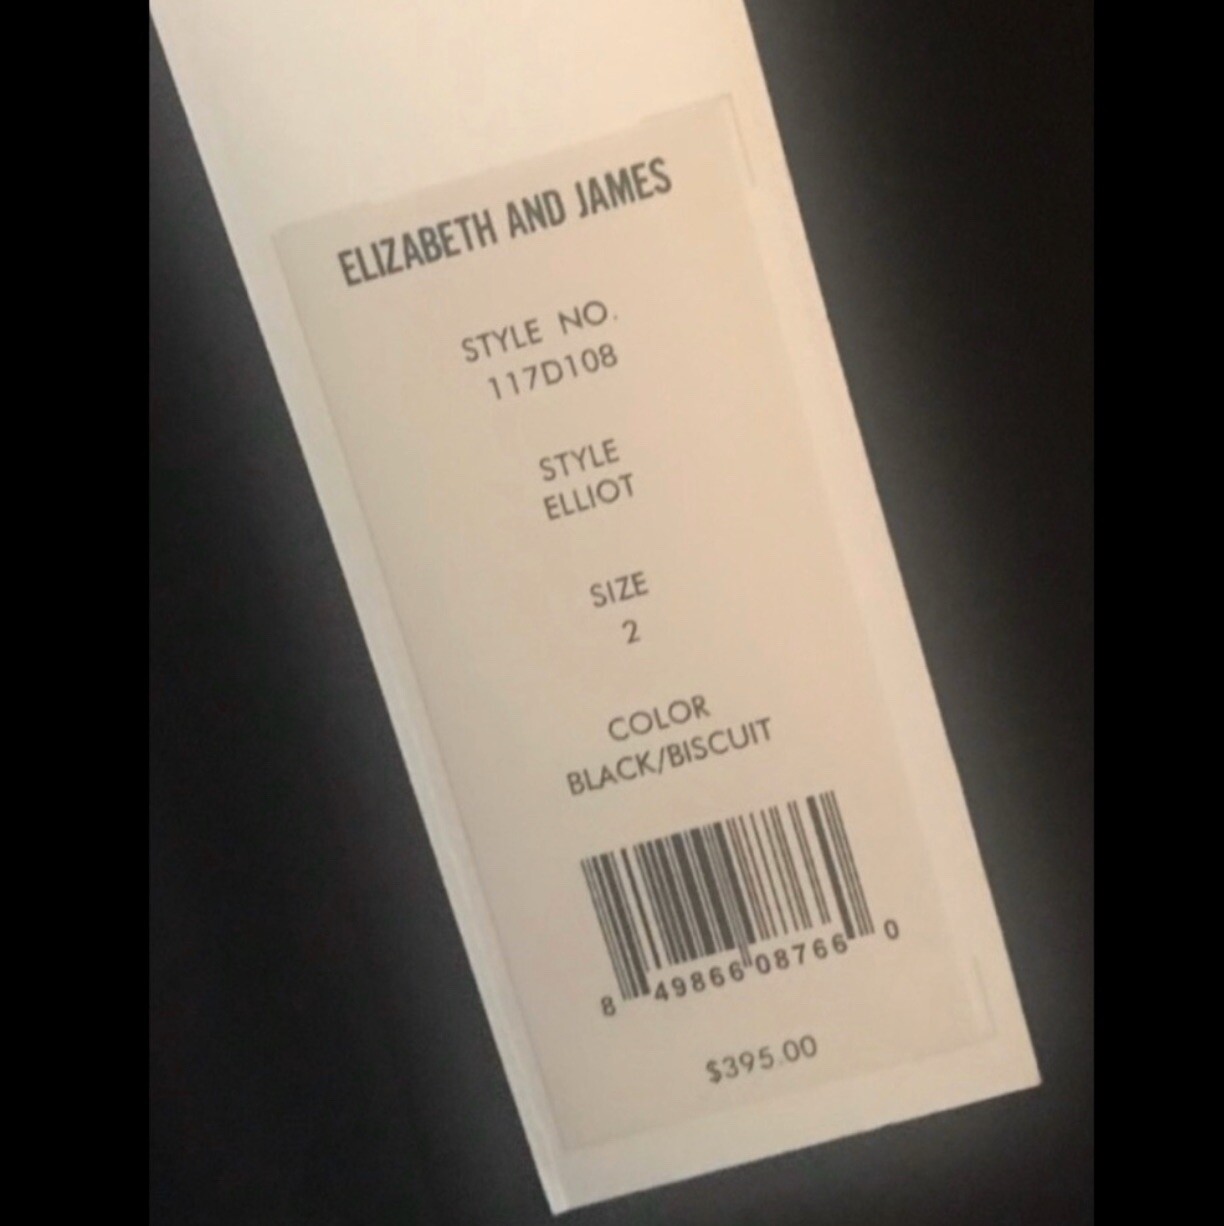 ELIZABETH AND JAMES
STYLE NO.
117D108
STYLE
ELLIOT
SIZE
2
COLOR
BLACK/BISCUIT
8 49866 08766 0
$395.00